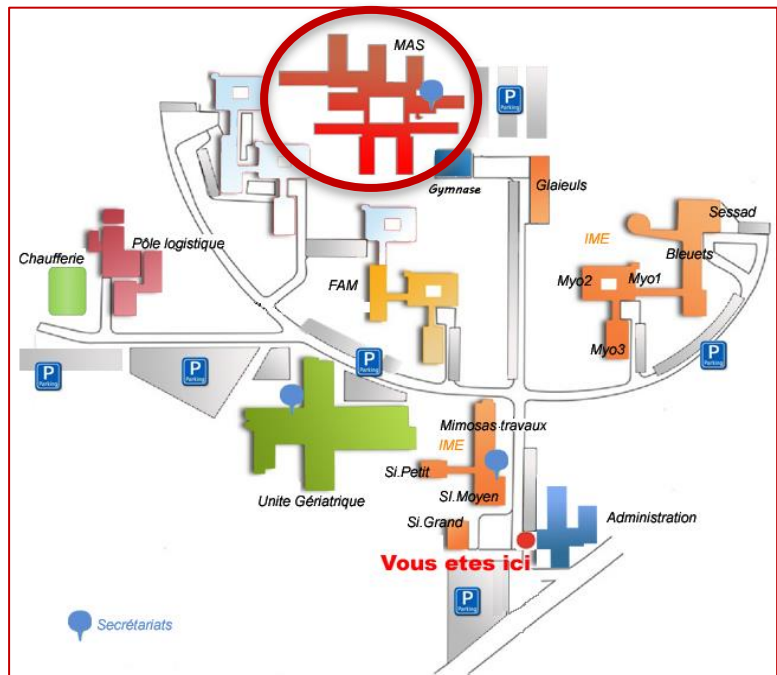 MAS
P
Parking
Gymnase
Glaieuls
Sessad
IME
Bleuets
Pôle logistique
Chaufferie
Myo2
Myo1
FAM
Myo3
P
Parking
P
Parking
P
Parking
P
Parking
Mimosas travaux
IME
Si.Petit
Unite Gériatrique
SI.Moyen
Si.Grand
Administration
Vous etes ici
P
Parking
Secrétariats